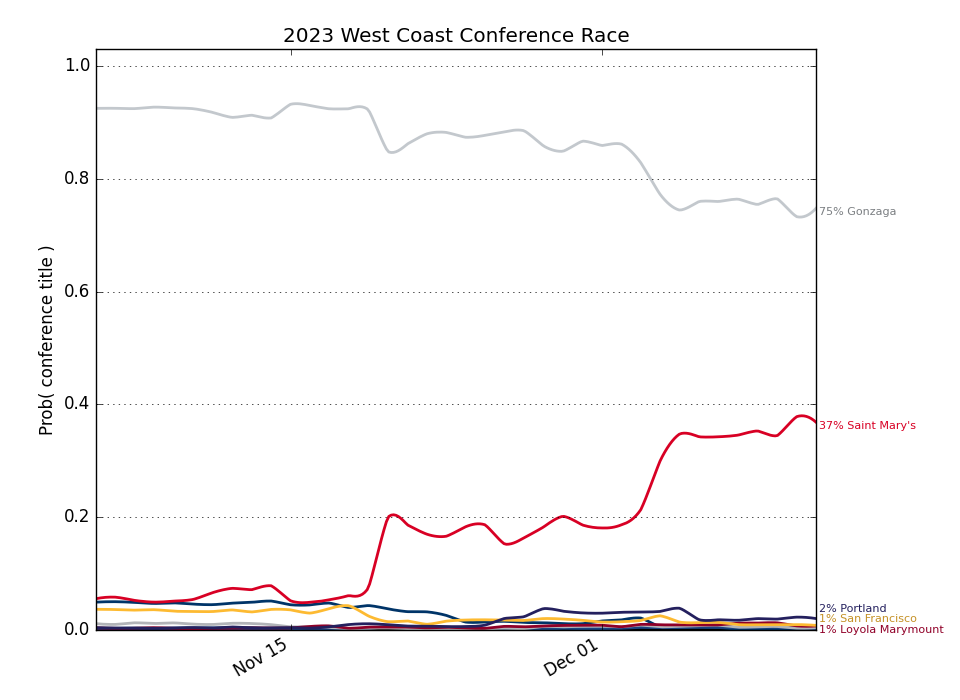 2023 West Coast Conference Race
Prob( conference title )
1.0
0.8
0.6
0.4
0.2
0.0
Nov 15
Dec 01
75% Gonzaga
37% Saint Mary's
2% Portland
1% San Francisco
1% Loyola Marymount